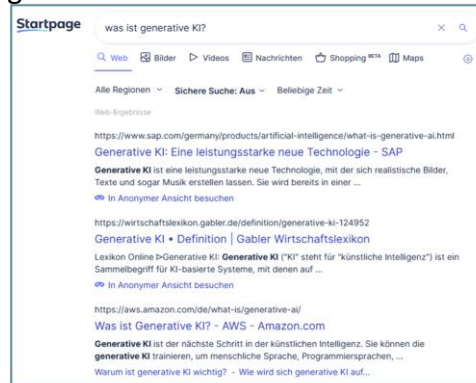 Startpage
was ist generative KI?
Web Bilder Videos Nachrichten Shopping BETA Maps
Alle Regionen Sichere Suche: Aus Beliebige Zeit
Web-Ergebnisse
https://www.sap.com/germany/products/artificial-intelligence/what-is-generative-ai.html
Generative KI: Eine leistungsstarke neue Technologie - SAP
Generative KI ist eine leistungsstarke neue Technologie, mit der sich realistische Bilder,
Texte und sogar Musik erstellen lassen. Sie wird bereits in einer ...
In Anonymer Ansicht besuchen
https://wirtschaftslexikon.gabler.de/definition/generative-ki-124952
Generative KI • Definition | Gabler Wirtschaftslexikon
Lexikon Online ᐅGenerative KI: Generative KI ("KI" steht für "künstliche Intelligenz") ist ein
Sammelbegriff für KI-basierte Systeme, mit denen auf ...
In Anonymer Ansicht besuchen
https://aws.amazon.com/de/what-is/generative-ai/
Was ist Generative KI? - AWS - Amazon.com
Generative KI ist der nächste Schritt in der künstlichen Intelligenz. Sie können die
generative KI trainieren, um menschliche Sprache, Programmiersprachen, ...
Warum ist generative KI wichtig? · Wie wird sich generative KI auf...